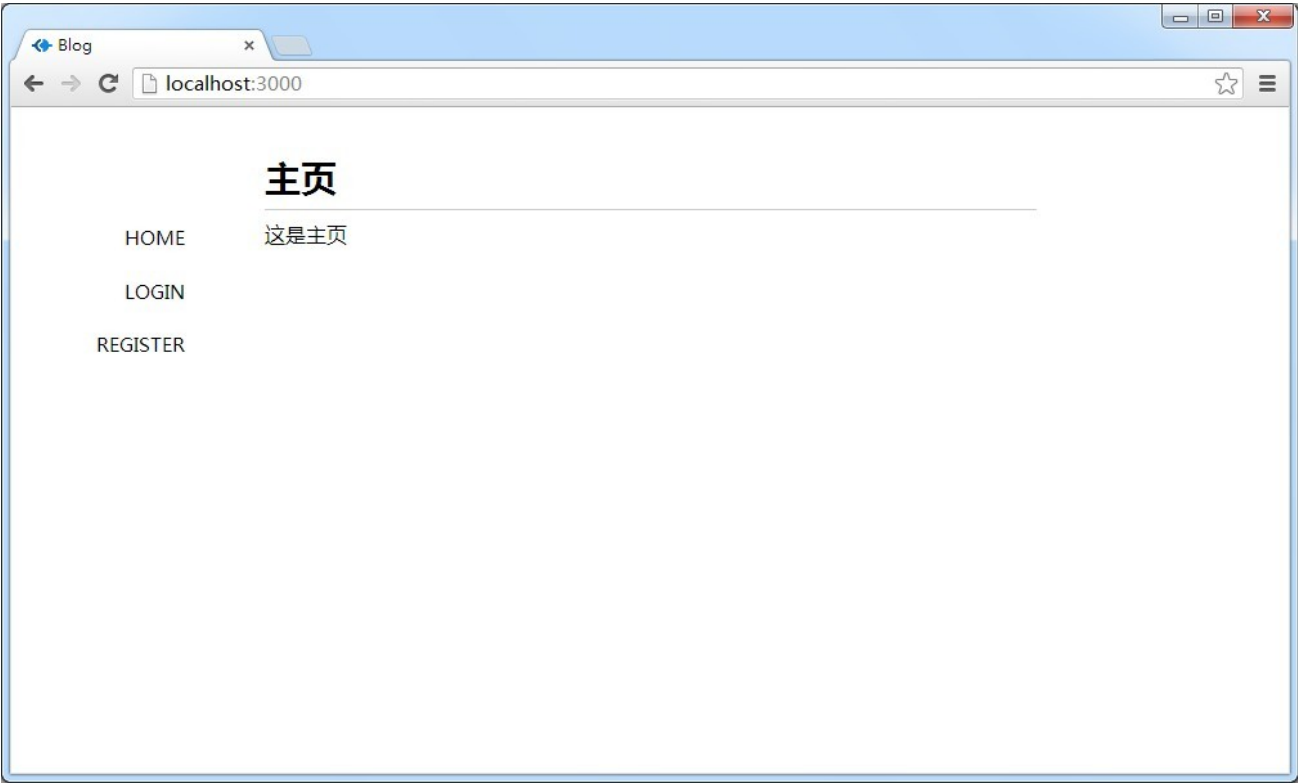 Blog
localhost:3000
主页
HOME
这是主页
LOGIN
REGISTER